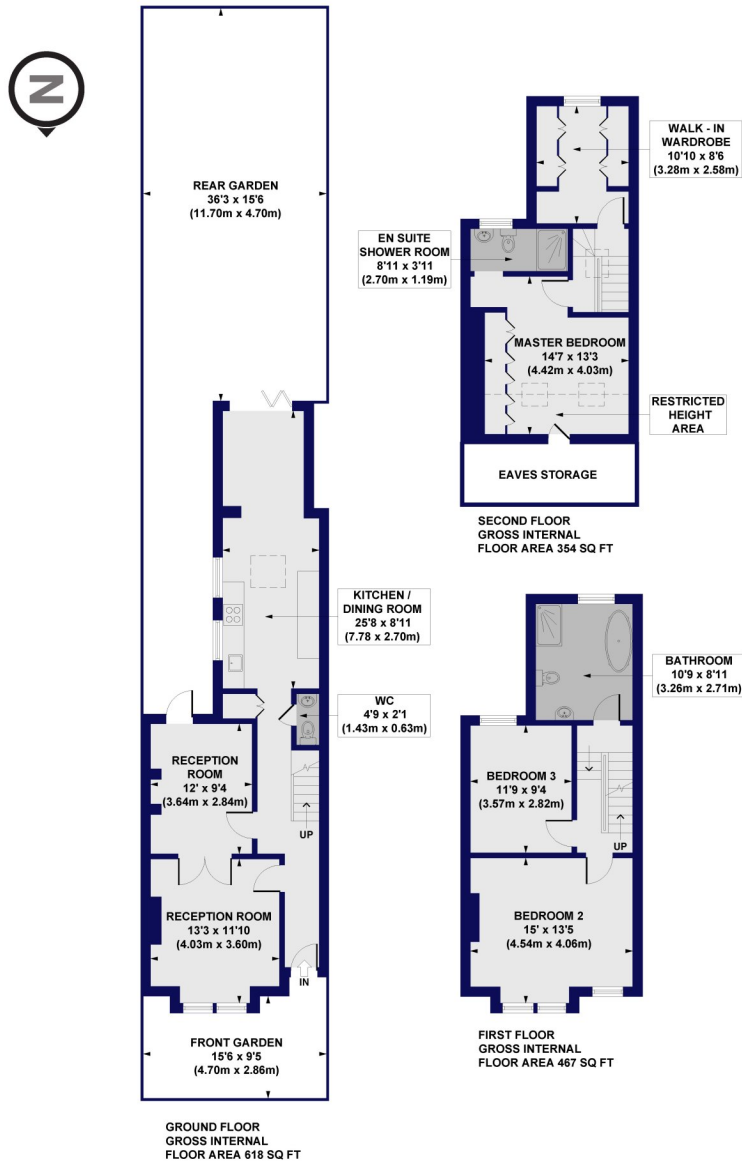 N
REAR GARDEN
36'3 x 15'6
(11.70m x 4.70m)
KITCHEN /
DINING ROOM
25'8 x 8'11
(7.78 x 2.70m)
WC
4'9 x 2'1
(1.43m x 0.63m)
RECEPTION
ROOM
12' x 9'4
(3.64m x 2.84m)
UP
RECEPTION ROOM
13'3 x 11'10
(4.03m x 3.60m)
IN
FRONT GARDEN
15'6 x 9'5
(4.70m x 2.86m)
GROUND FLOOR
GROSS INTERNAL
FLOOR AREA 618 SQ FT
WALK - IN
WARDROBE
10'10 x 8'6
(3.28m x 2.58m)
EN SUITE
SHOWER ROOM
8'11 x 3'11
(2.70m x 1.19m)
MASTER BEDROOM
14'7 x 13'3
(4.42m x 4.03m)
RESTRICTED
HEIGHT
AREA
EAVES STORAGE
SECOND FLOOR
GROSS INTERNAL
FLOOR AREA 354 SQ FT
BATHROOM
10'9 x 8'11
(3.26m x 2.71m)
BEDROOM 3
11'9 x 9'4
(3.57m x 2.82m)
UP
BEDROOM 2
15' x 13'5
(4.54m x 4.06m)
FIRST FLOOR
GROSS INTERNAL
FLOOR AREA 467 SQ FT